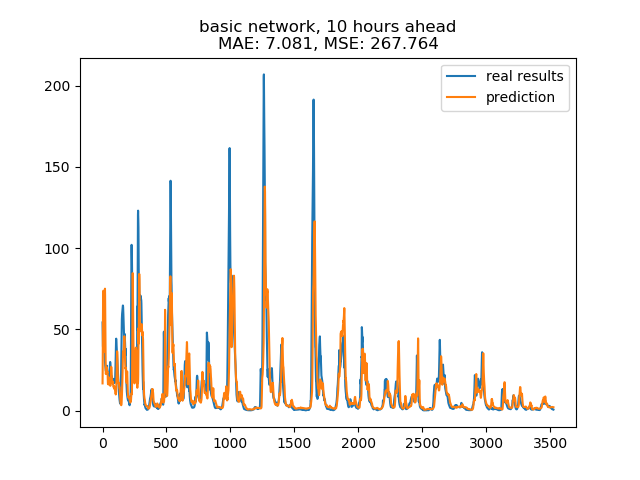 basic network, 10 hours ahead
MAE: 7.081, MSE: 267.764
real results
prediction
200
150
100
50
0
0 500 1000 1500 2000 2500 3000 3500